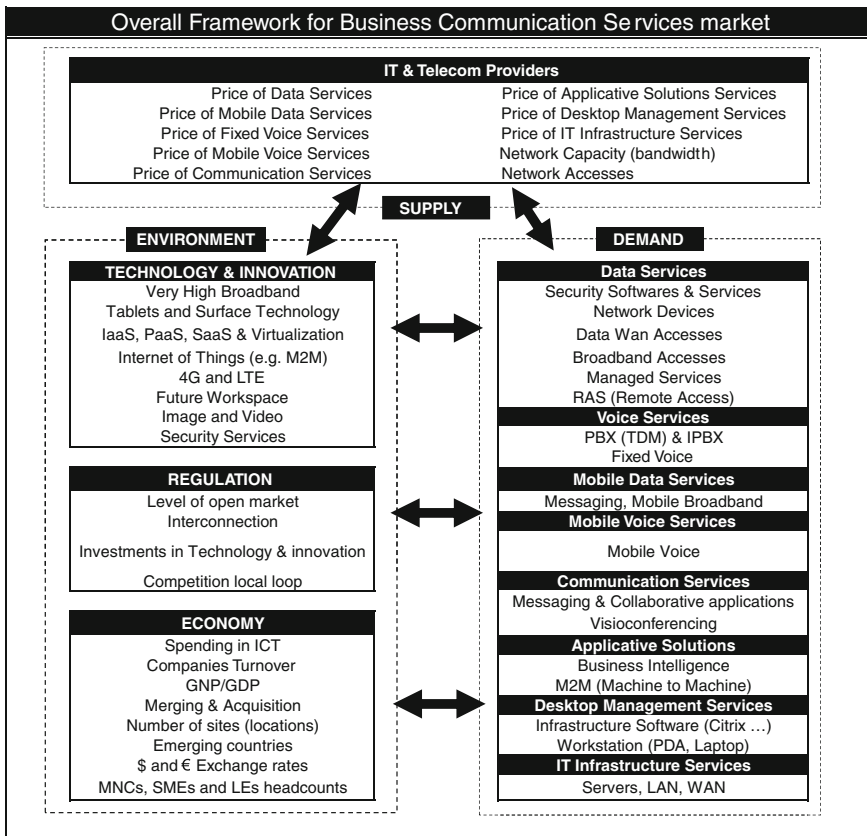 Overall Framework for Business Communication Services market
IT & Telecom Providers
Price of Data Services
Price of Mobile Data Services
Price of Fixed Voice Services
Price of Mobile Voice Services
Price of Communication Services
Price of Applicative Solutions Services
Price of Desktop Management Services
Price of IT Infrastructure Services
Network Capacity (bandwidth)
Network Accesses
SUPPLY
ENVIRONMENT
TECHNOLOGY & INNOVATION
Very High Broadband
Tablets and Surface Technology
IaaS, PaaS, SaaS & Virtualization
Internet of Things (e.g. M2M)
4G and LTE
Future Workspace
Image and Video
Security Services
REGULATION
Level of open market
Interconnection
Investments in Technology & innovation
Competition local loop
ECONOMY
Spending in ICT
Companies Turnover
GNP/GDP
Merging & Acquisition
Number of sites (locations)
Emerging countries
$ and € Exchange rates
MNCs, SMEs and LEs headcounts
DEMAND
Data Services
Security Softwares & Services
Network Devices
Data Wan Accesses
Broadband Accesses
Managed Services
RAS (Remote Access)
Voice Services
PBX (TDM) & IPBX
Fixed Voice
Mobile Data Services
Messaging, Mobile Broadband
Mobile Voice Services
Mobile Voice
Communication Services
Messaging & Collaborative applications
Visioconferencing
Applicative Solutions
Business Intelligence
M2M (Machine to Machine)
Desktop Management Services
Infrastructure Software (Citrix …)
Workstation (PDA, Laptop)
IT Infrastructure Services
Servers, LAN, WAN